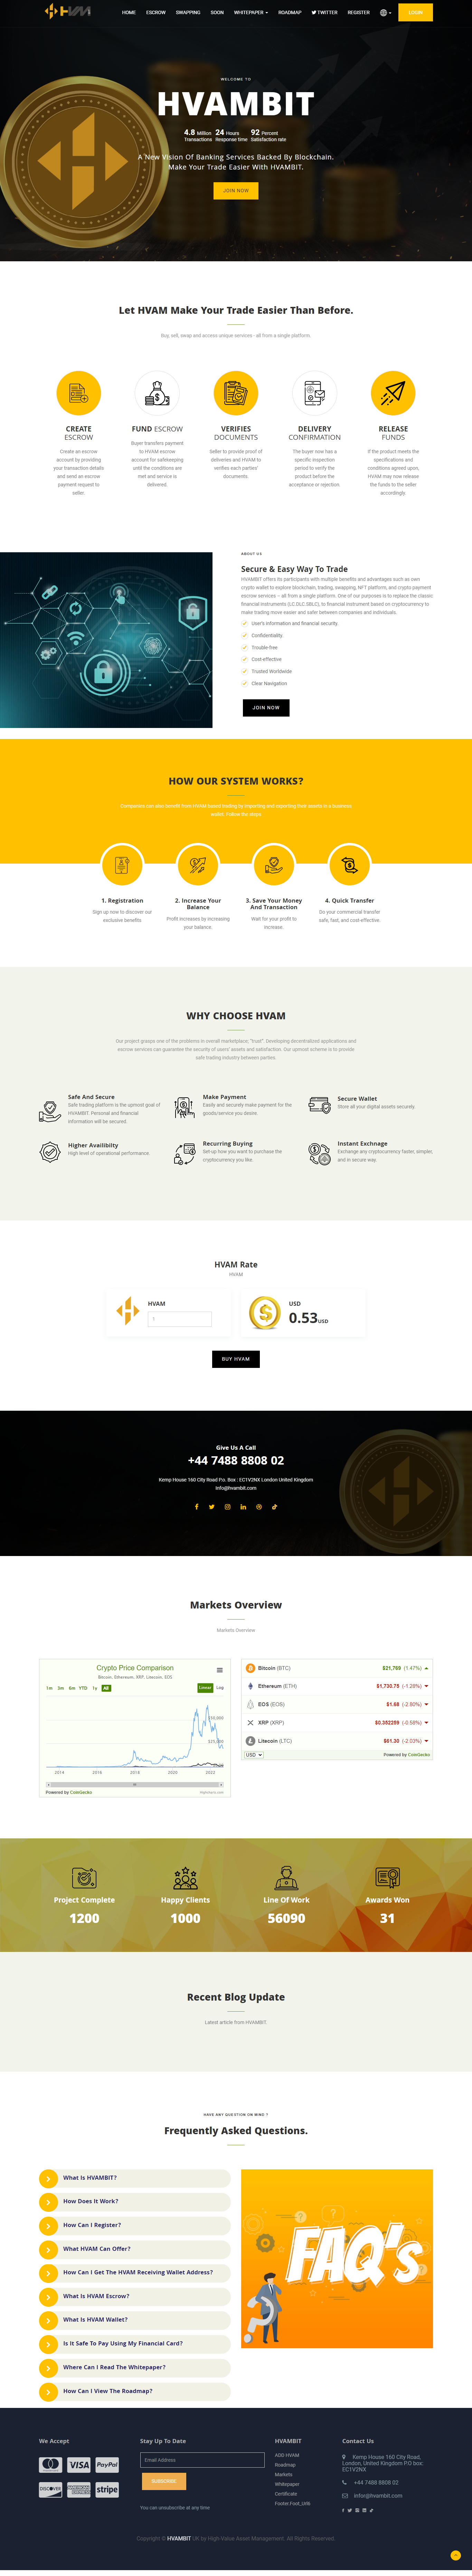 HVM
HOME ESCROW SWAPPING SOON WHITEPAPER ROADMAP TWITTER REGISTER LOGIN
WELCOME TO
HVAMBIT
4.8 Million Transactions
24 Hours Response time
92 Percent Satisfaction rate
A New Vision Of Banking Services Backed By Blockchain.
Make Your Trade Easier With HVAMBIT.
JOIN NOW
Let HVAM Make Your Trade Easier Than Before.
Buy, sell, swap and access unique services - all from a single platform.
CREATE
ESCROW
Create an escrow
account by providing
your transaction details
and send an escrow
payment request to
seller.
FUND ESCROW
Buyer transfers payment
to HVAM escrow
account for safekeeping
until the conditions are
met and service is
delivered.
VERIFIES
DOCUMENTS
Seller to provide proof of
deliveries and HVAM to
verifies each parties'
documents.
DELIVERY
CONFIRMATION
The buyer now has a
specific inspection
period to verify the
product before the
acceptance or rejection.
RELEASE
FUNDS
If the product meets the
specifications and
conditions agreed upon,
HVAM may now release
the funds to the seller
accordingly.
ABOUT US
Secure & Easy Way To Trade
HVAMBIT offers its participants with multiple benefits and advantages such as own
crypto wallet to explore blockchain, trading, swapping, NFT platform, and crypto payment
escrow services – all from a single platform. One of our purposes is to replace the classic
financial instruments (LC DLC SBLC), to financial instrument based on cryptocurrency to
make trading more easier and safer between companies and individuals.
User's information and financial security.
Confidentiality.
Trouble-free
Cost-effective
Trusted Worldwide
Clear Navigation
JOIN NOW
HOW OUR SYSTEM WORKS?
Companies can also benefit from HVAM based trading by importing and exporting their assets in a business
wallet. Follow our steps.
1. Registration
Sign up now to discover our
exclusive benefits.
2. Increase Your
Balance
Profit increases by increasing
your balance.
3. Save Your Money
And Transaction
Wait for your profit to
increase.
4. Quick Transfer
On your commercial transfer
safe, fast, and cost-effective.
WHY CHOOSE HVAM
Our project grasps one of the problems in overall marketplace; "trust". Developing decentralized applications and
escrow services can guarantee the security of users' assets and satisfaction. Our upmost scheme is to provide
safe trading industry between parties.
Safe And Secure
Safe trading platform is the upmost goal of
HVAMBIT. Personal and financial
information will be secured.
Make Payment
Easily and securely make payment for the
goods/service you desire.
Secure Wallet
Store all your digital assets securely.
Higher Availibilty
High level of operational performance.
Recurring Buying
Set-up how you want to purchase the
cryptocurrency you like.
Instant Exchnage
Exchange any cryptocurrency faster, simpler,
and in secure way.
HVAM Rate
HVAM
HVAM
1
USD
0.53USD
BUY HVAM
Give Us A Call
+44 7488 8808 02
Kemp House 160 City Road P.o. Box : EC1V2NX London United Kingdom
info@hvambit.com
Markets Overview
Markets Overview
Crypto Price Comparison
Bitcoin, Ethereum, XRP, Litecoin, EOS
1m 3m 6m YTD 1y All
Linear Log
2014 2016 2018 2020 2022
Powered by CoinGecko
Highcharts.com
Bitcoin (BTC) $21,769 (1.47%)
Ethereum (ETH) $1,730.75 (-1.28%)
EOS (EOS) $1.68 (-2.80%)
XRP (XRP) $0.352259 (-0.58%)
Litecoin (LTC) $61.30 (-2.03%)
USD
Powered by CoinGecko
Project Complete
1200
Happy Clients
1000
Line Of Work
56090
Awards Won
31
Recent Blog Update
Latest article from HVAMBIT.
HAVE ANY QUESTION ON MIND ?
Frequently Asked Questions.
What Is HVAMBIT?
How Does It Work?
How Can I Register?
What HVAM Can Offer?
How Can I Get The HVAM Receiving Wallet Address?
What Is HVAM Escrow?
What Is HVAM Wallet?
Is It Safe To Pay Using My Financial Card?
Where Can I Read The Whitepaper?
How Can I View The Roadmap?
FAQ's
We Accept
VISA
PayPal
DISCOVER
AMERICAN EXPRESS
stripe
Stay Up To Date
Email Address
SUBSCRIBE
You can unsubscribe at any time
HVAMBIT
ADD HVAM
Roadmap
Markets
Whitepaper
Certificate
Footer.Foot_Urls
Contact Us
Kemp House 160 City Road,
London, United Kingdom P.O box:
EC1V2NX
+44 7488 8808 02
infor@hvambit.com
Copyright © HVAMBIT UK by High-Value Asset Management. All Rights Reserved.